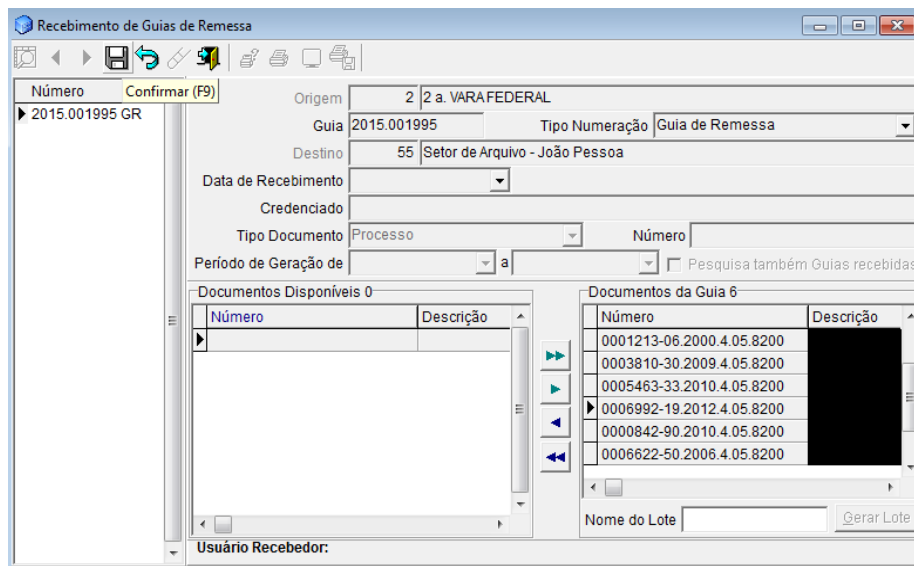 Recebimento de Guias de Remessa
Número
Confirmar (F9)
2015.001995 GR
Origem 2 2 a. VARA FEDERAL
Guia 2015.001995 Tipo Numeração Guia de Remessa
Destino 55 Setor de Arquivo - João Pessoa
Data de Recebimento
Credenciado
Tipo Documento Processo Número
Período de Geração de a Pesquisa também Guias recebidas
Documentos Disponíveis 0
Número Descrição
Documentos da Guia 6
Número Descrição
0001213-06.2000.4.05.8200
0003810-30.2009.4.05.8200
0005463-33.2010.4.05.8200
0006992-19.2012.4.05.8200
0000842-90.2010.4.05.8200
0006622-50.2006.4.05.8200
Nome do Lote Gerar Lote
Usuário Recebedor: